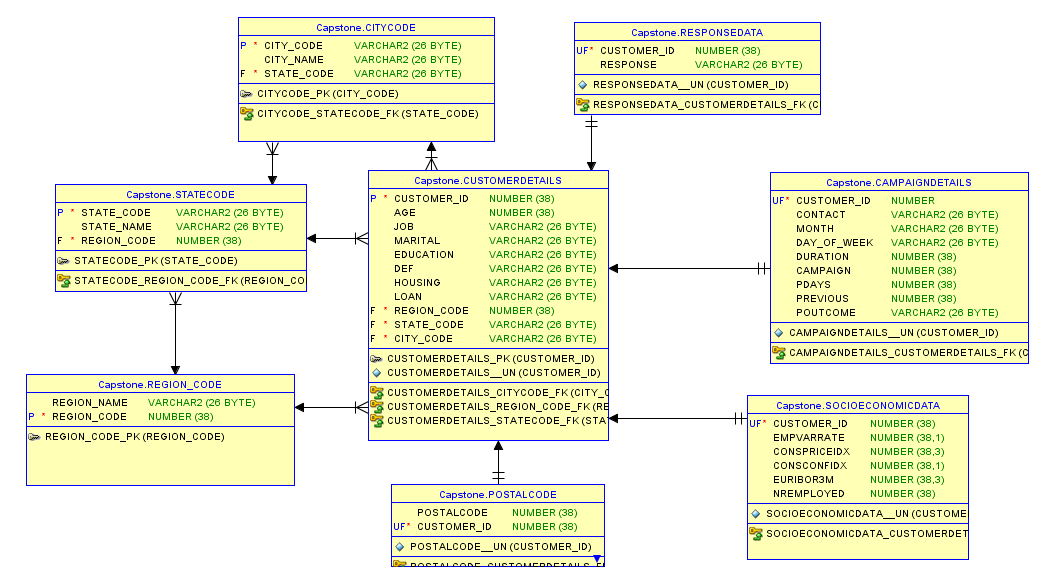 Capstone.CITYCODE
P * CITY_CODE VARCHAR2 (26 BYTE)
CITY_NAME VARCHAR2 (26 BYTE)
F * STATE_CODE VARCHAR2 (26 BYTE)
CITYCODE_PK (CITY_CODE)
CITYCODE_STATECODE_FK (STATE_CODE)
Capstone.RESPONSEDATA
UF* CUSTOMER_ID NUMBER (38)
RESPONSE VARCHAR2 (26 BYTE)
RESPONSEDATA__UN (CUSTOMER_ID)
RESPONSEDATA_CUSTOMERDETAILS_FK (C
Capstone.STATECODE
P * STATE_CODE VARCHAR2 (26 BYTE)
STATE_NAME VARCHAR2 (26 BYTE)
F * REGION_CODE NUMBER (38)
STATECODE_PK (STATE_CODE)
STATECODE_REGION_CODE_FK (REGION_CO
Capstone.CUSTOMERDETAILS
P * CUSTOMER_ID NUMBER (38)
AGE NUMBER (38)
JOB VARCHAR2 (26 BYTE)
MARITAL VARCHAR2 (26 BYTE)
EDUCATION VARCHAR2 (26 BYTE)
DEF VARCHAR2 (26 BYTE)
HOUSING VARCHAR2 (26 BYTE)
LOAN VARCHAR2 (26 BYTE)
F * REGION_CODE NUMBER (38)
F * STATE_CODE VARCHAR2 (26 BYTE)
F * CITY_CODE VARCHAR2 (26 BYTE)
CUSTOMERDETAILS_PK (CUSTOMER_ID)
CUSTOMERDETAILS__UN (CUSTOMER_ID)
CUSTOMERDETAILS_CITYCODE_FK (CITY_C
CUSTOMERDETAILS_REGION_CODE_FK (RE
CUSTOMERDETAILS_STATECODE_FK (STA
Capstone.CAMPAIGNDETAILS
UF* CUSTOMER_ID NUMBER
CONTACT VARCHAR2 (26 BYTE)
MONTH VARCHAR2 (26 BYTE)
DAY_OF_WEEK VARCHAR2 (26 BYTE)
DURATION NUMBER (38)
CAMPAIGN NUMBER (38)
PDAYS NUMBER (38)
PREVIOUS NUMBER (38)
POUTCOME VARCHAR2 (26 BYTE)
CAMPAIGNDETAILS__UN (CUSTOMER_ID)
CAMPAIGNDETAILS_CUSTOMERDETAILS_FK (C
Capstone.REGION_CODE
REGION_NAME VARCHAR2 (26 BYTE)
P * REGION_CODE NUMBER (38)
REGION_CODE_PK (REGION_CODE)
Capstone.SOCIOECONOMICDATA
UF* CUSTOMER_ID NUMBER (38)
EMPVARRATE NUMBER (38,1)
CONSPRICEIDX NUMBER (38,3)
CONSCONFIDX NUMBER (38,1)
EURIBOR3M NUMBER (38,3)
NREMPLOYED NUMBER (38)
SOCIOECONOMICDATA__UN (CUSTOME
SOCIOECONOMICDATA_CUSTOMERDET
Capstone.POSTALCODE
POSTALCODE NUMBER (38)
UF* CUSTOMER_ID NUMBER (38)
POSTALCODE__UN (CUSTOMER_ID)
POSTALCODE_CUSTOMERDETAILS_F